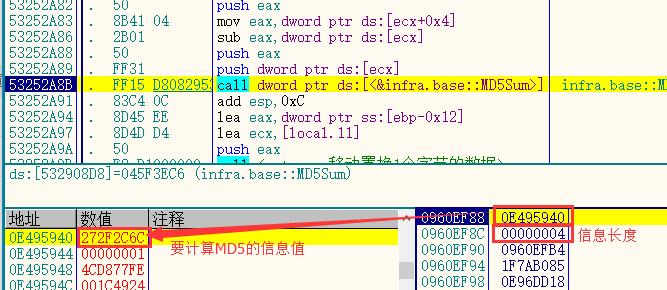 53252A82 . 50 push eax
53252A83 . 8B41 04 mov eax,dword ptr ds:[ecx+0x4]
53252A86 . 2B01 sub eax,dword ptr ds:[ecx]
53252A88 . 50 push eax
53252A89 . FF31 push dword ptr ds:[ecx]
53252A8B . FF15 D8082953 call dword ptr ds:[<&infra.base::MD5Sum>] infra.base::MD5Sum
53252A91 . 83C4 0C add esp,0xC
53252A94 . 8D45 EE lea eax,dword ptr ss:[ebp-0x12]
53252A97 . 8D4D D4 lea ecx,[local.11]
53252A9A . 50 push eax
移动置换1个字节的数据>
ds:[532908D8]=045F3EC6 (infra.base::MD5Sum)
地址 数值 注释
0E495940 272F2C6C
0E495944 00000001
0E495948 4CD877FE
0E49594C 001C4924
要计算MD5的信息值
0960EF88 0E495940
0960EF8C 00000004
0960EF90 0960EFB4
0960EF94 1F7AB085
0960EF98 0E96DD18
信息长度